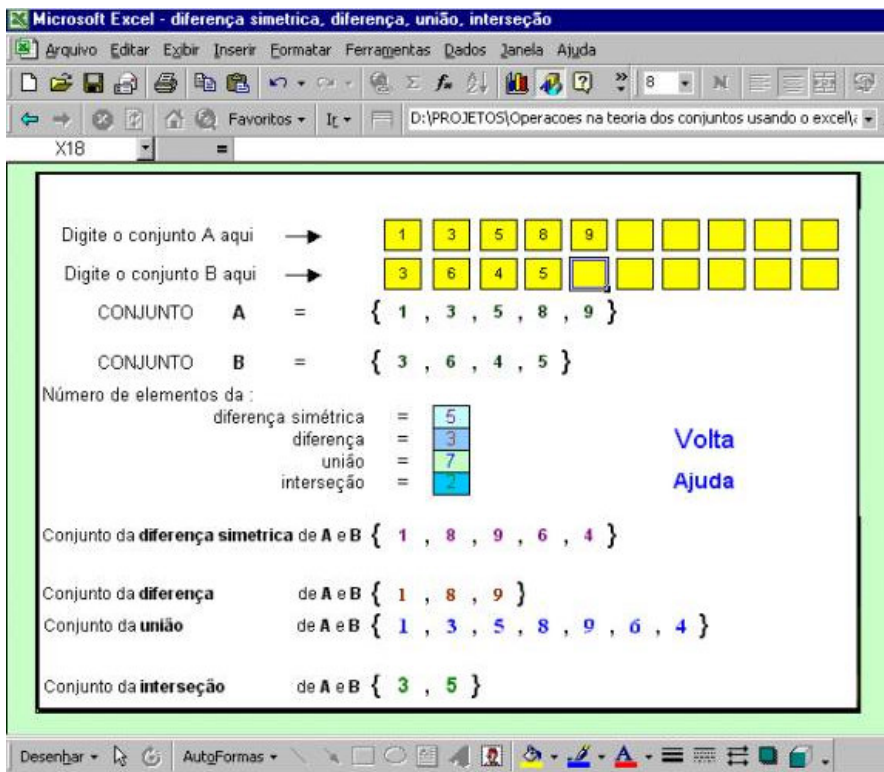 Microsoft Excel - diferença simetrica, diferença, união, interseção
Arquivo Editar Exibir Inserir Formatar Ferramentas Dados Janela Ajuda
8 N
Favoritos Ir D:\PROJETOS\Operacoes na teoria dos conjuntos usando o excel\
X18 =
Digite o conjunto A aqui 1 3 5 8 9
Digite o conjunto B aqui 3 6 4 5
CONJUNTO A = { 1 , 3 , 5 , 8 , 9 }
CONJUNTO B = { 3 , 6 , 4 , 5 }
Número de elementos da :
diferença simétrica = 5
diferença = 3
união = 7
interseção = 2
Volta
Ajuda
Conjunto da diferença simetrica de A e B { 1 , 8 , 9 , 6 , 4 }
Conjunto da diferença de A e B { 1 , 8 , 9 }
Conjunto da união de A e B { 1 , 3 , 5 , 8 , 9 , 6 , 4 }
Conjunto da interseção de A e B { 3 , 5 }
Desenhar AutoFormas